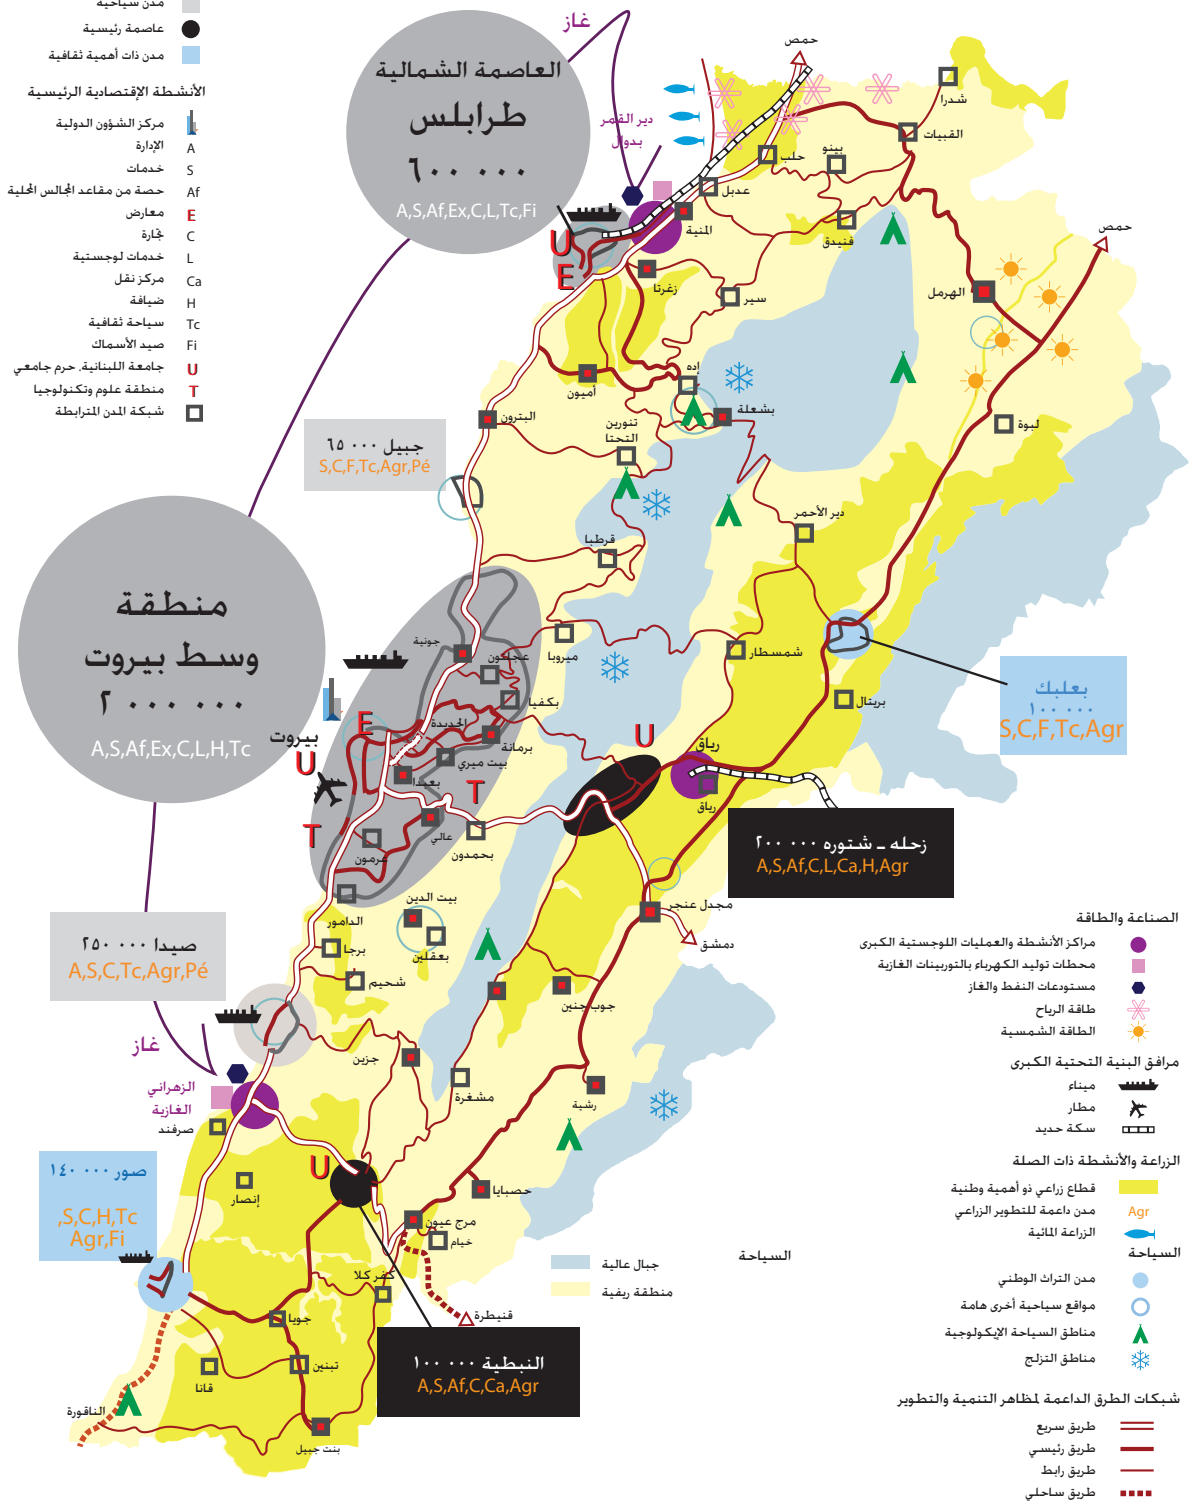 مدن سياحية
عاصمة رئيسية
مدن ذات أهمية ثقافية
الأنشطة الإقتصادية الرئيسية
مركز الشؤون الدولية
A الإدارة
S خدمات
Af حصة من مقاعد المجالس المحلية
E معارض
C تجارة
L خدمات لوجستية
Ca مركز نقل
H ضيافة
Tc سياحة ثقافية
Fi صيد الأسماك
U جامعة اللبنانية. حرم جامعي
T منطقة علوم وتكنولوجيا
شبكة المدن المترابطة
العاصمة الشمالية
طرابلس
٦٠٠ ٠٠٠
A,S,Af,Ex,C,L,Tc,Fi
غاز
دير القمر
بدوال
حمص
شدرا
القبيات
بينو
حلب
عدبل
المنية
فنيدق
حمص
U
E
زغرتا
سير
الهرمل
إده
أميون
بشعلة
البترون
تنورين
التحتا
لبوة
جبيل ٠٠٠ ٦٥
S,C,F,Tc,Agr,Pé
دير الأحمر
قرطبا
منطقة
وسط بيروت
٢ ٠٠٠ ٠٠٠
A,S,Af,Ex,C,L,H,Tc
جونية
عجلتون
ميروبا
شمسطار
بكفيا
بريتال
بعلبك
١٠٠ ٠٠٠
S,C,F,Tc,Agr
E
الجديدة
برمانة
بيت ميري
بيروت
U
بعبدا
T
U
رياق
رياق
T
عالي
عرمون
بحمدون
زحله ـ شتوره ٠٠٠ ٢٠٠
A,S,Af,C,L,Ca,H,Agr
الدامور
بيت الدين
بعقلين
برجا
شحيم
مجدل عنجر
دمشق
صيدا ٠٠٠ ٢٥٠
A,S,C,Tc,Agr,Pé
جوب جنين
غاز
جزين
مشغرة
رشية
الزهراني
الغازية
صرفند
صور ٠٠٠ ١٤٠
S,C,H,Tc,
Agr,Fi
U
إنصار
حصبايا
مرج عيون
خيام
كفر كلا
قنيطرة
جويا
تبنين
قانا
الناقورة
بنت جبيل
النبطية ٠٠٠ ١٠٠
A,S,Af,C,Ca,Agr
جبال عالية
منطقة ريفية
السياحة
الصناعة والطاقة
مراكز الأنشطة والعمليات اللوجستية الكبرى
محطات توليد الكهرباء بالتوربينات الغازية
مستودعات النفط والغاز
طاقة الرياح
الطاقة الشمسية
مرافق البنية التحتية الكبرى
ميناء
مطار
سكة حديد
الزراعة والأنشطة ذات الصلة
قطاع زراعي ذو أهمية وطنية
Agr مدن داعمة للتطوير الزراعي
الزراعة المائية
السياحة
مدن التراث الوطني
مواقع سياحية أخرى هامة
مناطق السياحة الإيكولوجية
مناطق التزلج
شبكات الطرق الداعمة لمظاهر التنمية والتطوير
طريق سريع
طريق رئيسي
طريق رابط
طريق ساحلي